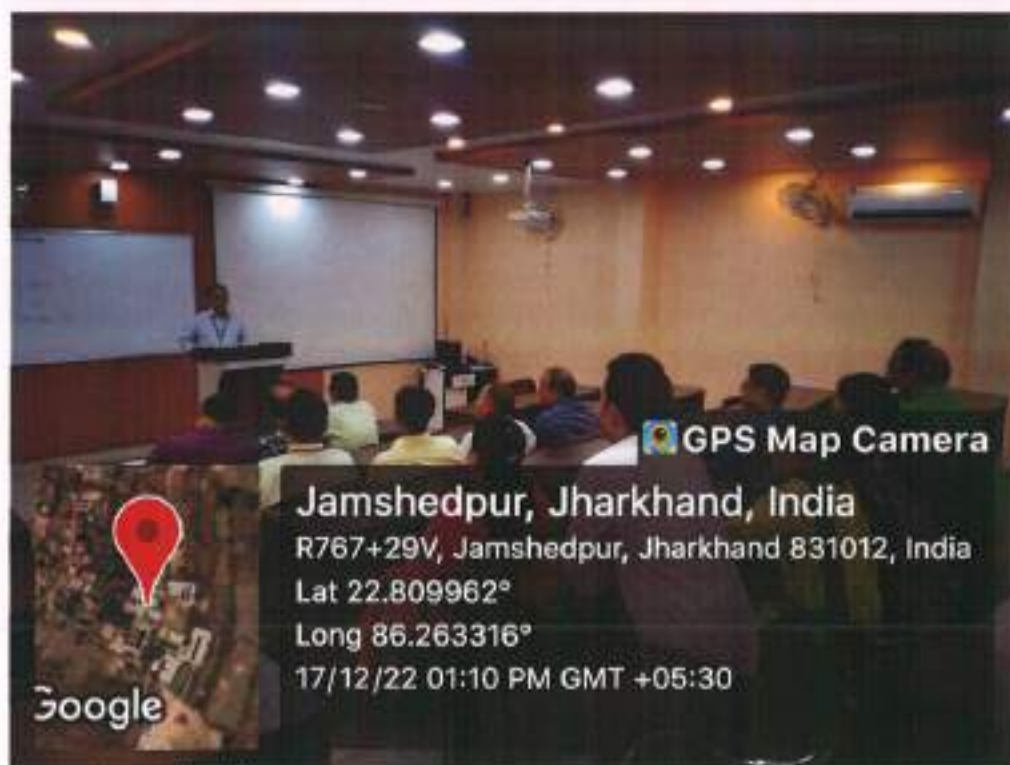 GPS Map Camera
Jamshedpur, Jharkhand, India
R767+29V, Jamshedpur, Jharkhand 831012, India
Lat 22.809962°
Long 86.263316°
17/12/22 01:10 PM GMT +05:30
Google